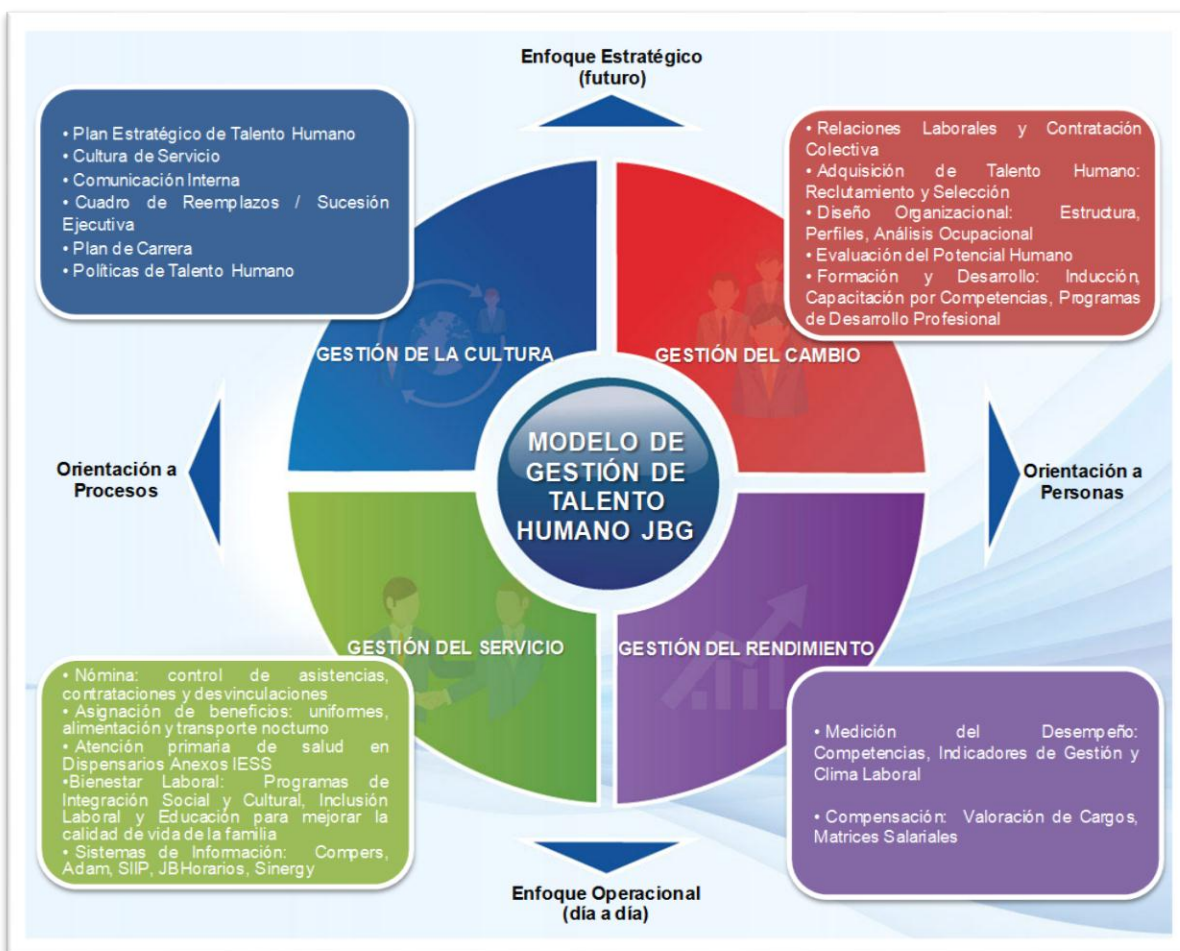 Enfoque Estratégico
(futuro)
• Plan Estratégico de Talento Humano
• Cultura de Servicio
• Comunicación Interna
• Cuadro de Reemplazos / Sucesión
Ejecutiva
• Plan de Carrera
• Políticas de Talento Humano
• Relaciones Laborales y Contratación
Colectiva
• Adquisición de Talento Humano:
Reclutamiento y Selección
• Diseño Organizacional: Estructura,
Perfiles, Análisis Ocupacional
• Evaluación del Potencial Humano
• Formación y Desarrollo: Inducción,
Capacitación por Competencias, Programas
de Desarrollo Profesional
GESTIÓN DE LA CULTURA
GESTIÓN DEL CAMBIO
Orientación a
Procesos
MODELO DE
GESTIÓN DE
TALENTO
HUMANO JBG
Orientación a
Personas
GESTIÓN DEL SERVICIO
GESTIÓN DEL RENDIMIENTO
• Nómina: control de asistencias,
contrataciones y desvinculaciones
• Asignación de beneficios: uniformes,
alimentación y transporte nocturno
• Atención primaria de salud en
Dispensarios Anexos IESS
•Bienestar Laboral: Programas de
Integración Social y Cultural, Inclusión
Laboral y Educación para mejorar la
calidad de vida de la familia
• Sistemas de Información: Compers,
Adam, SIIP, JBHorarios, Sinergy
• Medición del Desempeño:
Competencias, Indicadores de Gestión y
Clima Laboral
• Compensación: Valoración de Cargos,
Matrices Salariales
Enfoque Operacional
(día a día)